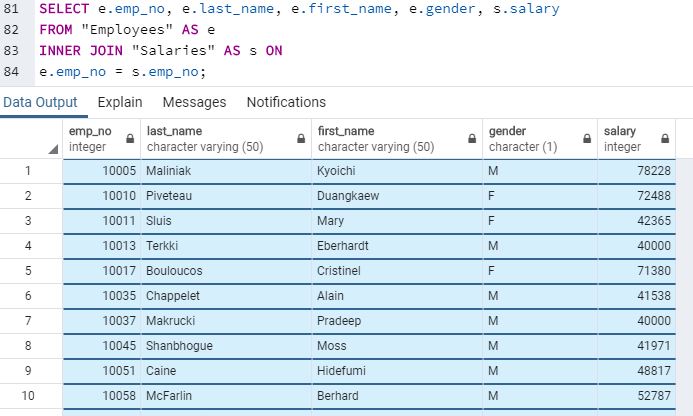 81 SELECT e.emp_no, e.last_name, e.first_name, e.gender, s.salary
82 FROM "Employees" AS e
83 INNER JOIN "Salaries" AS s ON
84 e.emp_no = s.emp_no;
Data Output Explain Messages Notifications
emp_no last_name first_name gender salary
integer character varying (50) character varying (50) character (1) integer
1 10005 Maliniak Kyoichi M 78228
2 10010 Piveteau Duangkaew F 72488
3 10011 Sluis Mary F 42365
4 10013 Terkki Eberhardt M 40000
5 10017 Bouloucos Cristinel F 71380
6 10035 Chappelet Alain M 41538
7 10037 Makrucki Pradeep M 40000
8 10045 Shanbhogue Moss M 41971
9 10051 Caine Hidefumi M 48817
10 10058 McFarlin Berhard M 52787